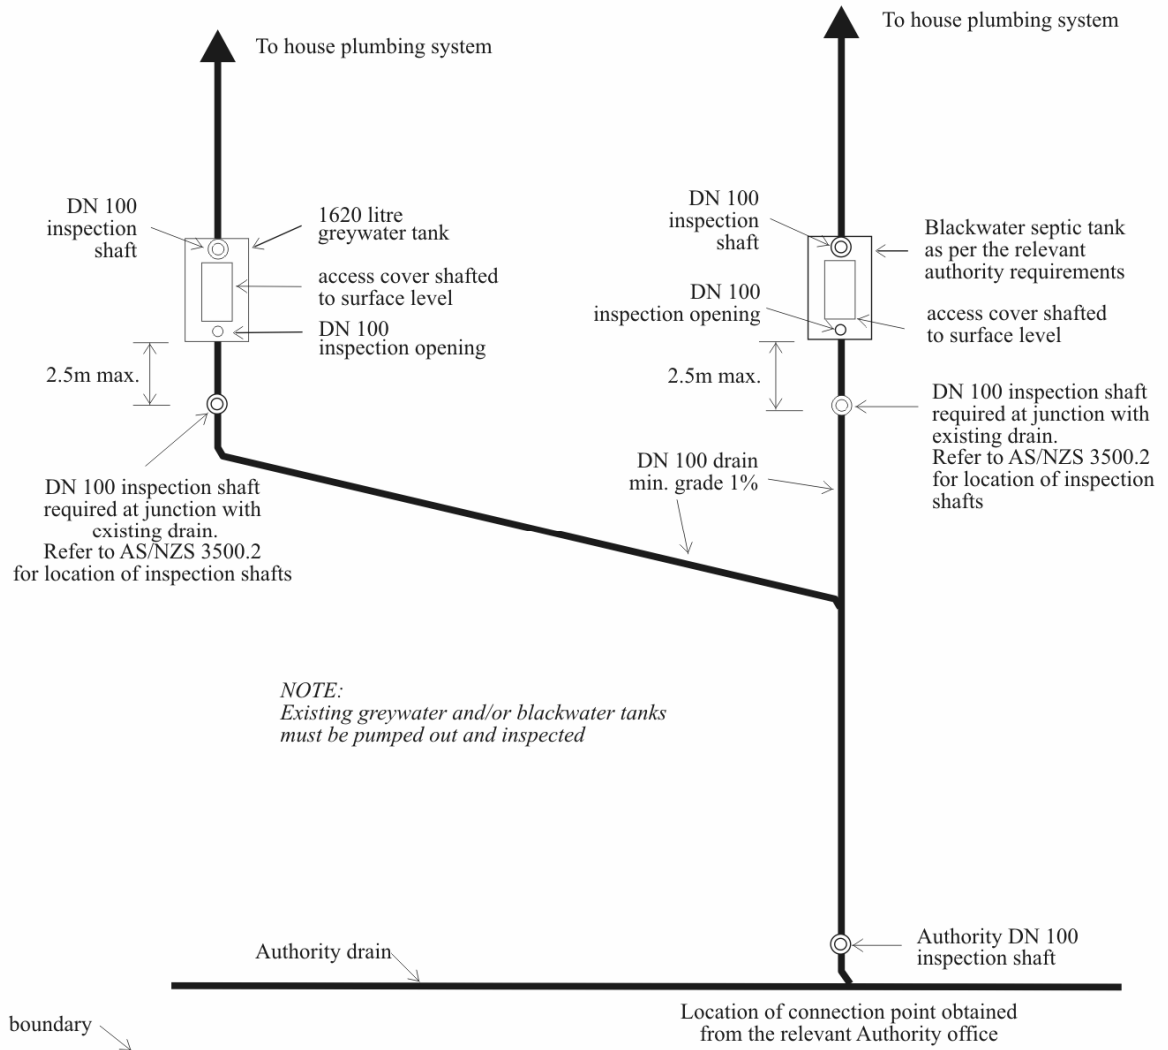 To house plumbing system
To house plumbing system
DN 100
inspection
shaft
1620 litre
greywater tank
access cover shafted
to surface level
DN 100
inspection opening
2.5m max.
DN 100 inspection shaft
required at junction with
existing drain.
Refer to AS/NZS 3500.2
for location of inspection shafts
DN 100
inspection
shaft
Blackwater septic tank
as per the relevant
authority requirements
DN 100
inspection opening
access cover shafted
to surface level
2.5m max.
DN 100 inspection shaft
required at junction with
existing drain.
Refer to AS/NZS 3500.2
for location of inspection
shafts
DN 100 drain
min. grade 1%
NOTE:
Existing greywater and/or blackwater tanks
must be pumped out and inspected
Authority drain
Authority DN 100
inspection shaft
Location of connection point obtained
from the relevant Authority office
boundary